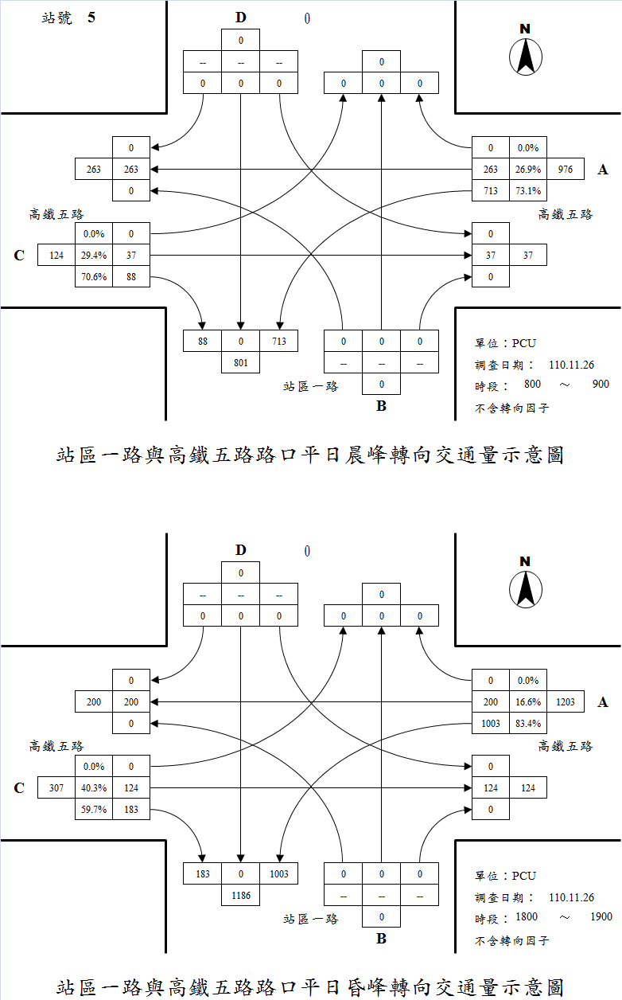 站號 5
D 0
N
0
-- -- --
0 0 0
0
0 0 0
0
263 263
0
0 0.0%
263 26.9% 976
713 73.1%
A
高鐵五路
高鐵五路
C
0.0% 0
124 29.4% 37
70.6% 88
0
37 37
0
88 0 713
801
0 0 0
-- -- --
0
站區一路
B
單位：PCU
調查日期： 110.11.26
時段： 800 ～ 900
不含轉向因子
站區一路與高鐵五路路口平日晨峰轉向交通量示意圖
D 0
N
0
-- -- --
0 0 0
0
0 0 0
0
200 200
0
0 0.0%
200 16.6% 1203
1003 83.4%
A
高鐵五路
高鐵五路
C
0.0% 0
307 40.3% 124
59.7% 183
0
124 124
0
183 0 1003
1186
0 0 0
-- -- --
0
站區一路
B
單位：PCU
調查日期： 110.11.26
時段： 1800 ～ 1900
不含轉向因子
站區一路與高鐵五路路口平日昏峰轉向交通量示意圖